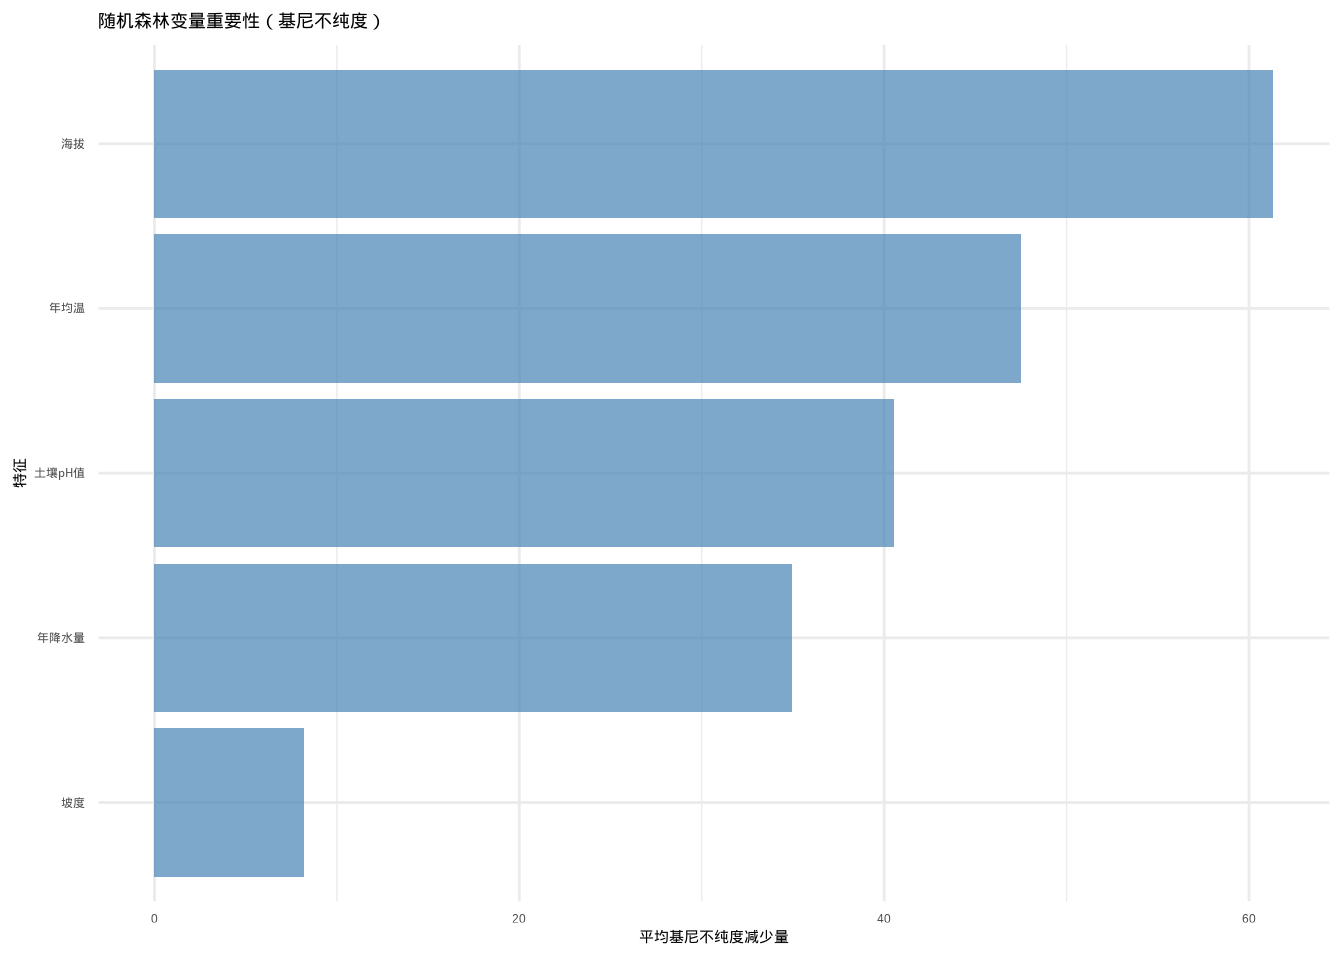 随机森林变量重要性（基尼不纯度）
海拔
年均温
土壤pH值
年降水量
坡度
特征
0 20 40 60
平均基尼不纯度减少量